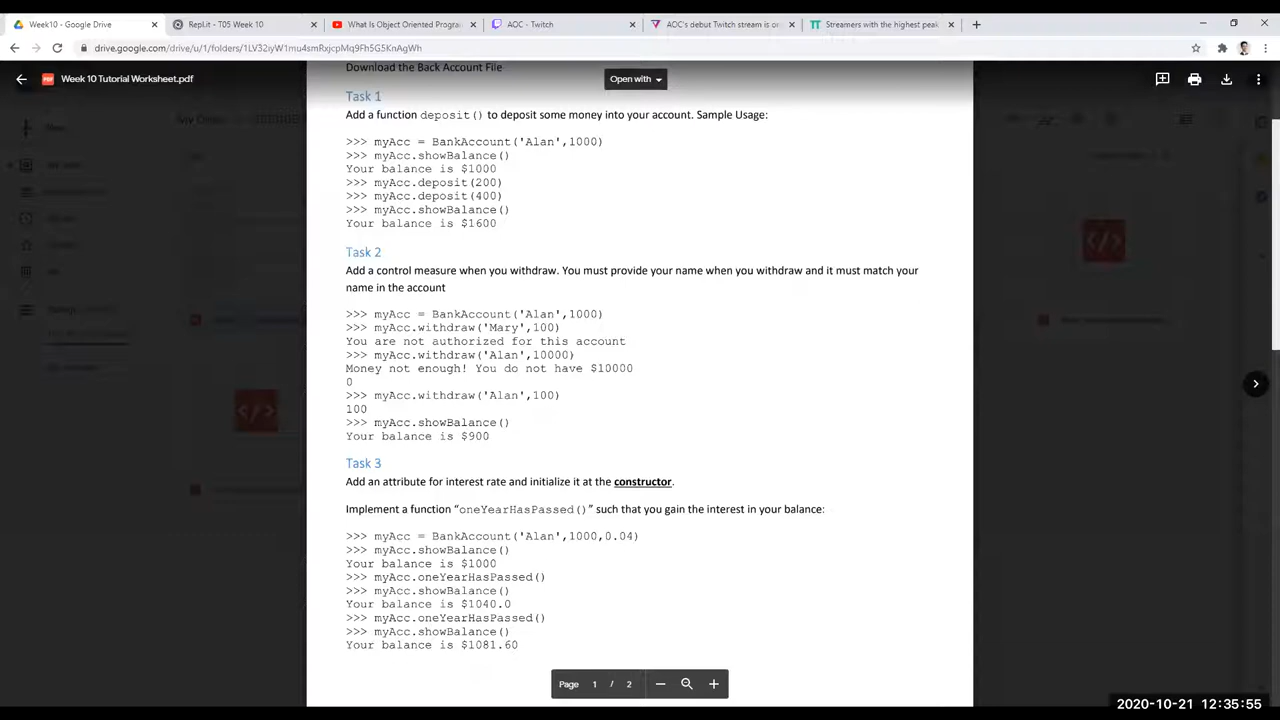 Week10 - Google Drive
Repl.it - T05 Week 10
What Is Object Oriented Progra
AOC - Twitch
AOC's debut Twitch stream is on
Streamers with the highest peak
drive.google.com/drive/u/1/folders/1LV32iyW1mu4smRxjcpMq9Fh5G5KnAgWh
Week 10 Tutorial Worksheet.pdf
Open with
Download the Back Account File
Task 1
Add a function deposit() to deposit some money into your account. Sample Usage:
>>> myAcc = BankAccount('Alan',1000)
>>> myAcc.showBalance()
Your balance is $1000
>>> myAcc.deposit(200)
>>> myAcc.deposit(400)
>>> myAcc.showBalance()
Your balance is $1600
Task 2
Add a control measure when you withdraw. You must provide your name when you withdraw and it must match your
name in the account
>>> myAcc = BankAccount('Alan',1000)
>>> myAcc.withdraw('Mary',100)
You are not authorized for this account
>>> myAcc.withdraw('Alan',10000)
Money not enough! You do not have $10000
0
>>> myAcc.withdraw('Alan',100)
100
>>> myAcc.showBalance()
Your balance is $900
Task 3
Add an attribute for interest rate and initialize it at the constructor.
Implement a function “oneYearHasPassed()” such that you gain the interest in your balance:
>>> myAcc = BankAccount('Alan',1000,0.04)
>>> myAcc.showBalance()
Your balance is $1000
>>> myAcc.oneYearHasPassed()
>>> myAcc.showBalance()
Your balance is $1040.0
>>> myAcc.oneYearHasPassed()
>>> myAcc.showBalance()
Your balance is $1081.60
Page 1 / 2
2020-10-21 12:35:55